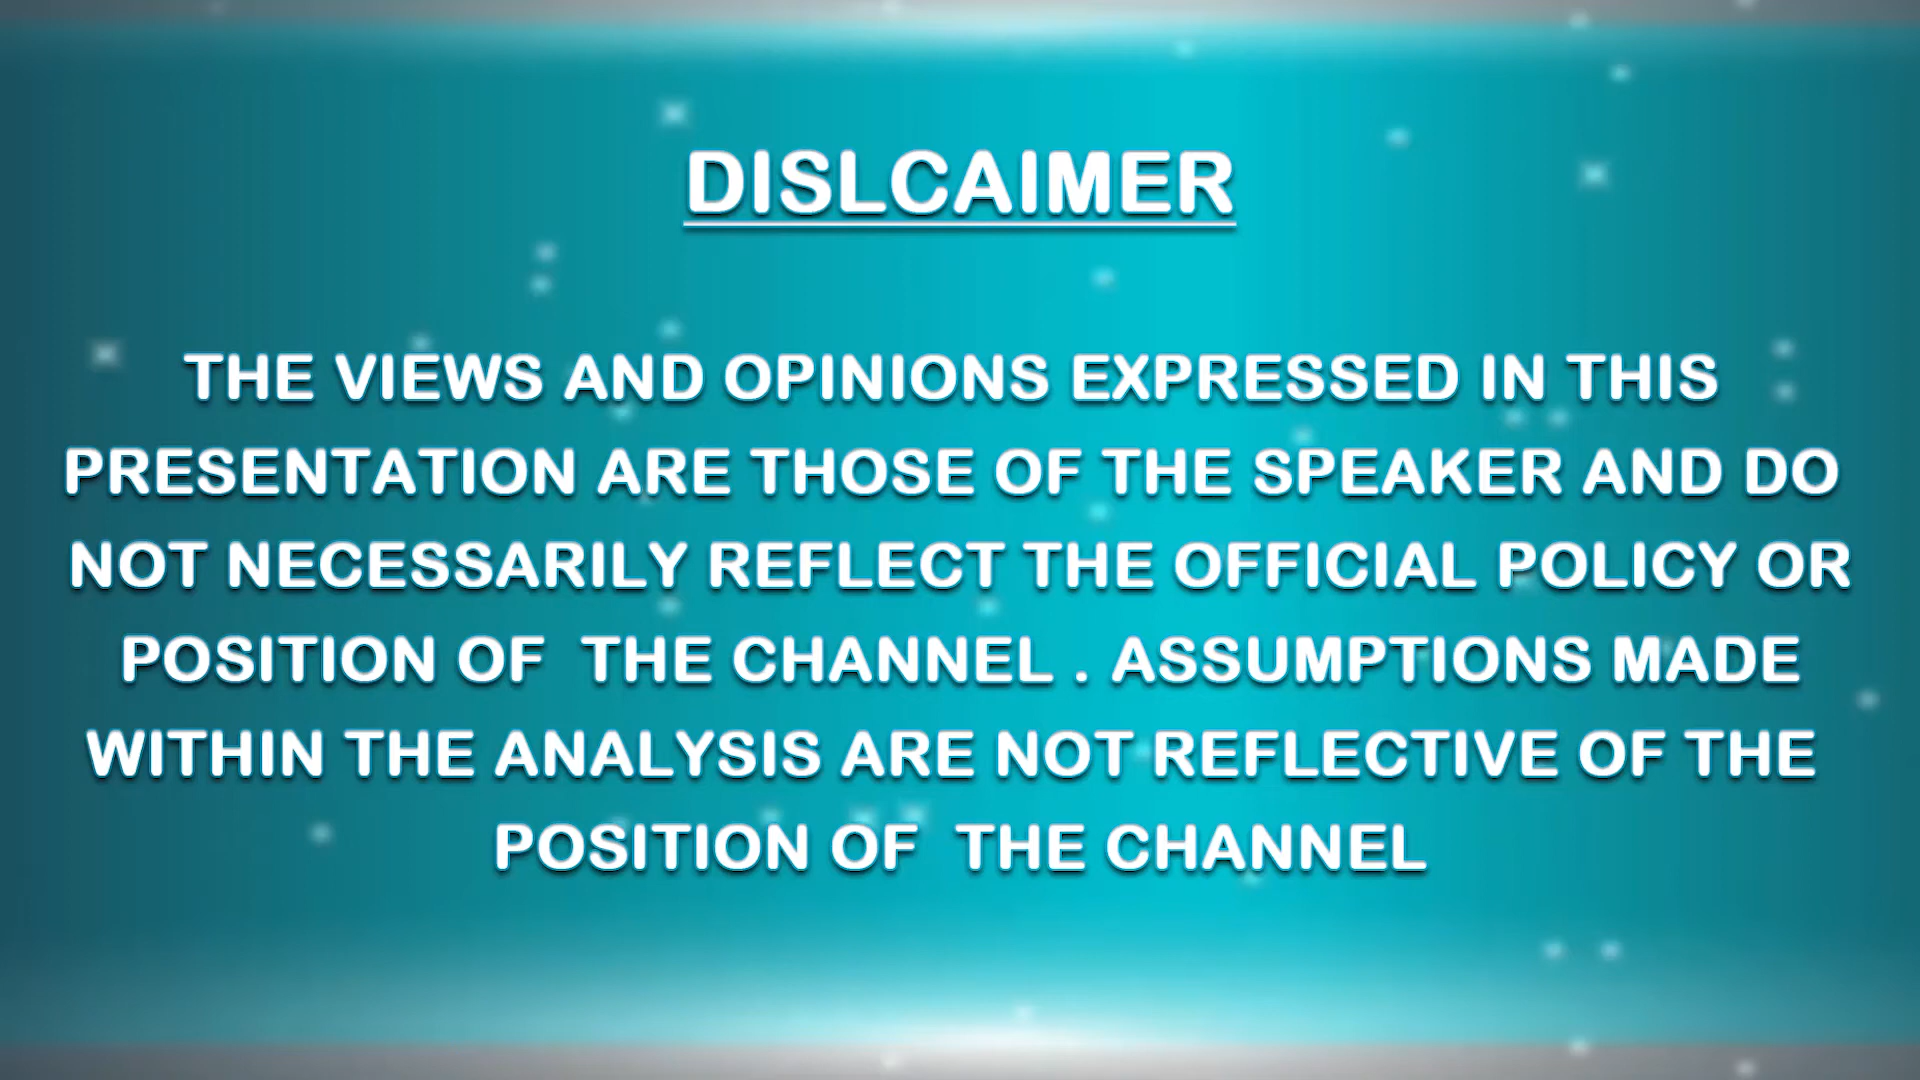 DISLCAIMER
THE VIEWS AND OPINIONS EXPRESSED IN THIS
PRESENTATION ARE THOSE OF THE SPEAKER AND DO
NOT NECESSARILY REFLECT THE OFFICIAL POLICY OR
POSITION OF  THE CHANNEL . ASSUMPTIONS MADE
WITHIN THE ANALYSIS ARE NOT REFLECTIVE OF THE
POSITION OF  THE CHANNEL